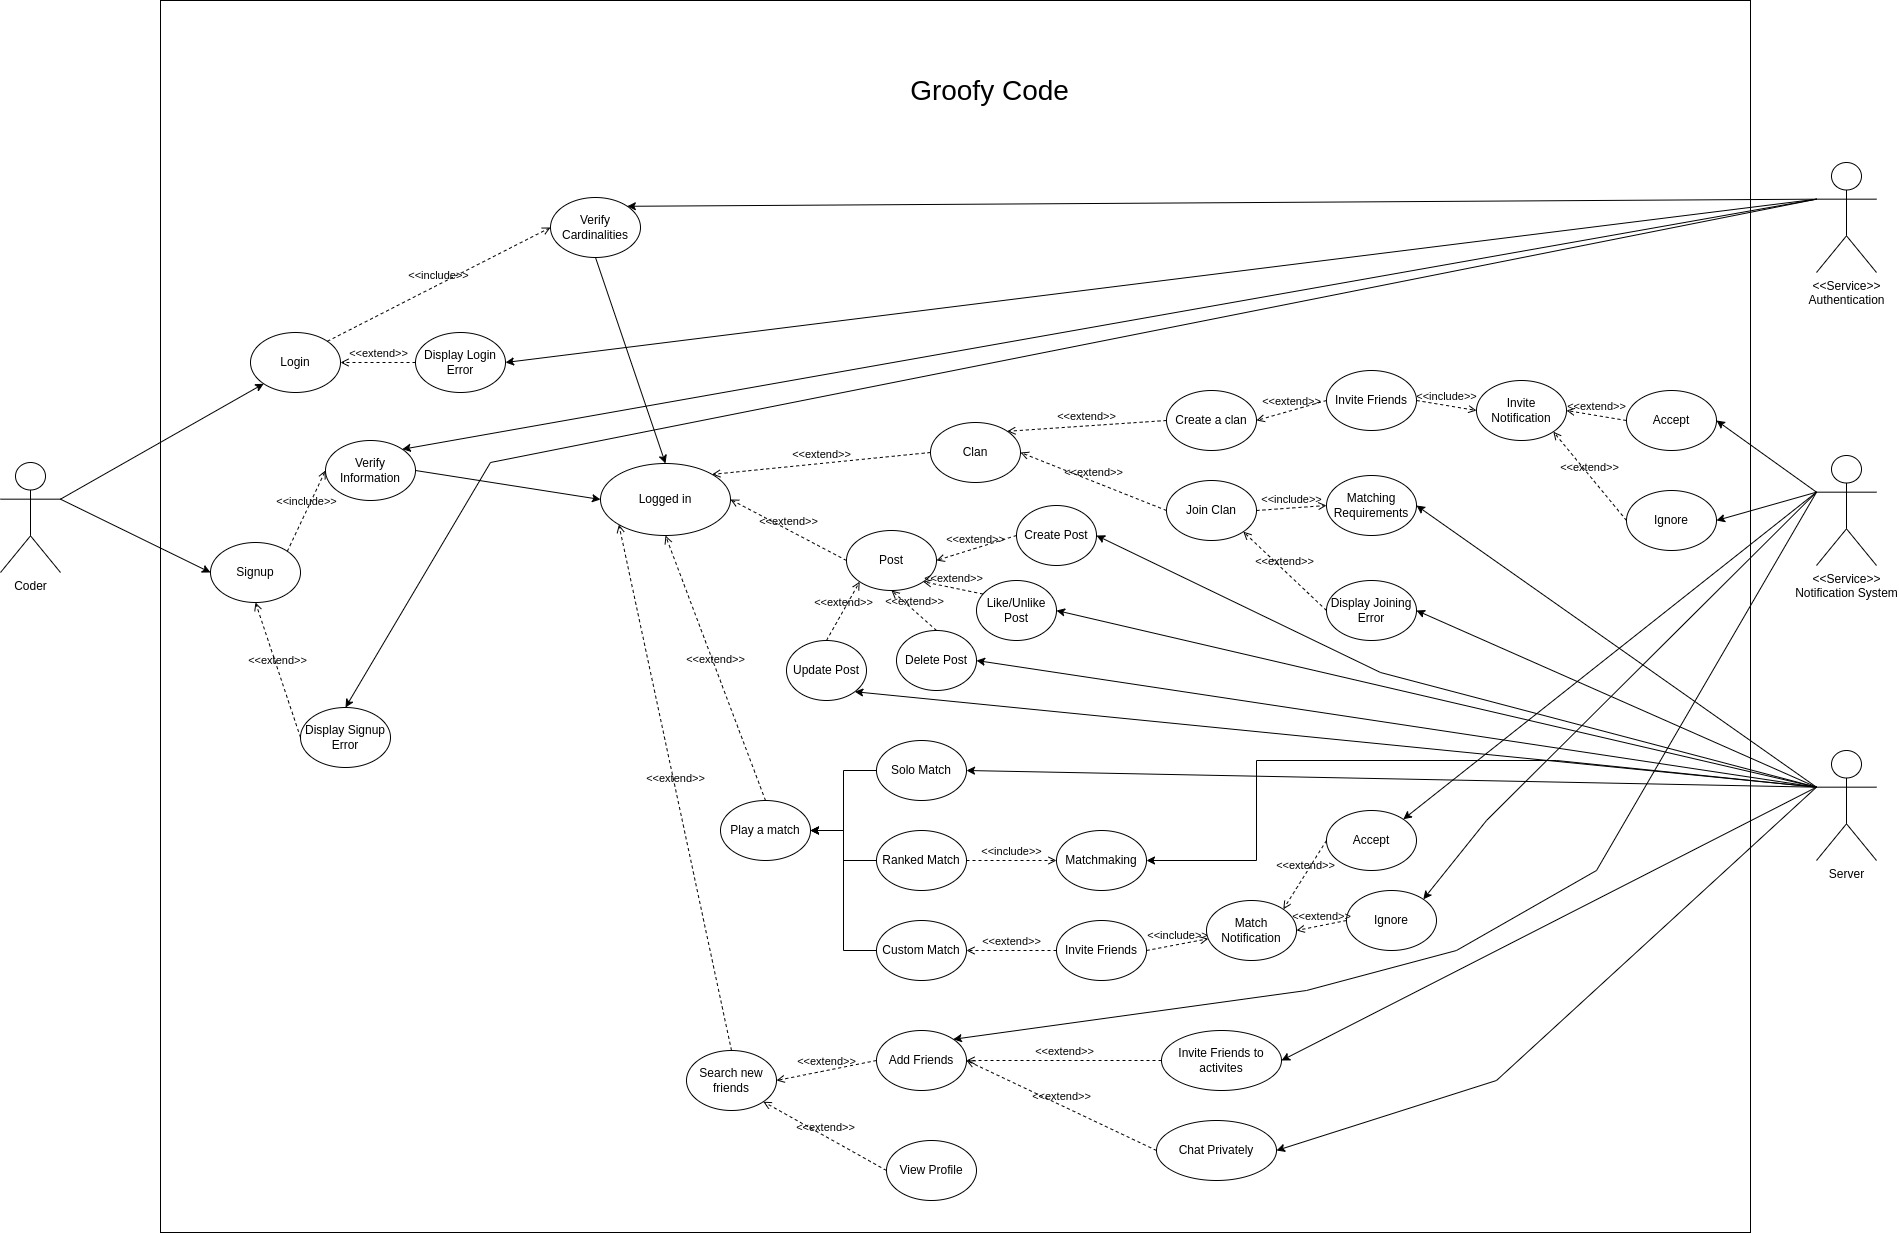 Groofy Code
Verify
Cardinalities
<<include>>
<<Service>>
Authentication
Login
<<extend>>
Display Login
Error
Verify
Information
<<include>>
Signup
<<extend>>
Display Signup
Error
Coder
Logged in
<<extend>>
Clan
<<extend>>
Create a clan
<<extend>>
Invite Friends
<<include>>
Invite
Notification
<<extend>>
Accept
<<extend>>
Ignore
<<extend>>
Join Clan
<<include>>
Matching
Requirements
<<extend>>
Display Joining
Error
<<Service>>
Notification System
<<extend>>
Post
<<extend>>
Create Post
<<extend>>
Like/Unlike
Post
<<extend>>
Delete Post
<<extend>>
Update Post
<<extend>>
<<extend>>
Play a match
Solo Match
Ranked Match
<<include>>
Matchmaking
Custom Match
<<extend>>
Invite Friends
<<include>>
Match
Notification
<<extend>>
Accept
<<extend>>
Ignore
Server
Search new
friends
<<extend>>
Add Friends
<<extend>>
Invite Friends to
activites
<<extend>>
Chat Privately
<<extend>>
View Profile